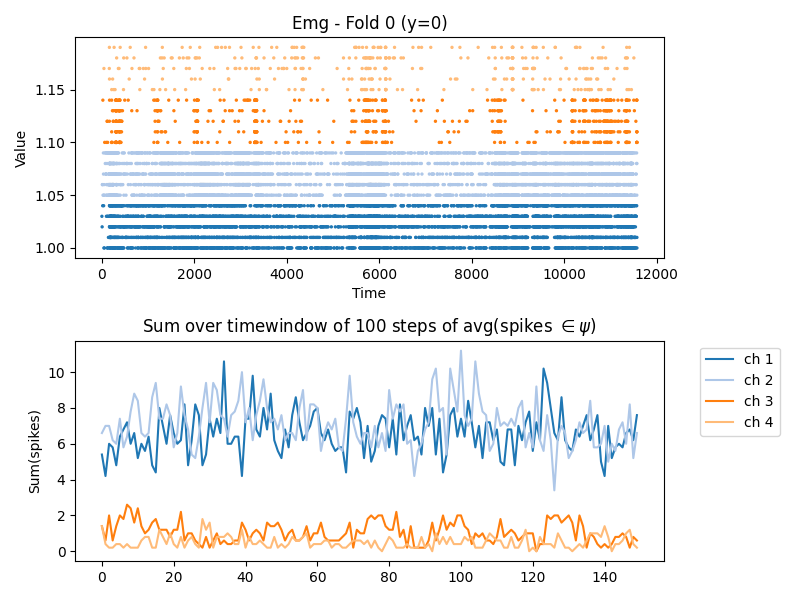 Emg - Fold 0 (y=0)
Value
1.15
1.10
1.05
1.00
0 2000 4000 6000 8000 10000 12000
Time
Sum over timewindow of 100 steps of avg(spikes ∈ ψ)
Sum(spikes)
10
8
6
4
2
0
0 20 40 60 80 100 120 140
ch 1
ch 2
ch 3
ch 4